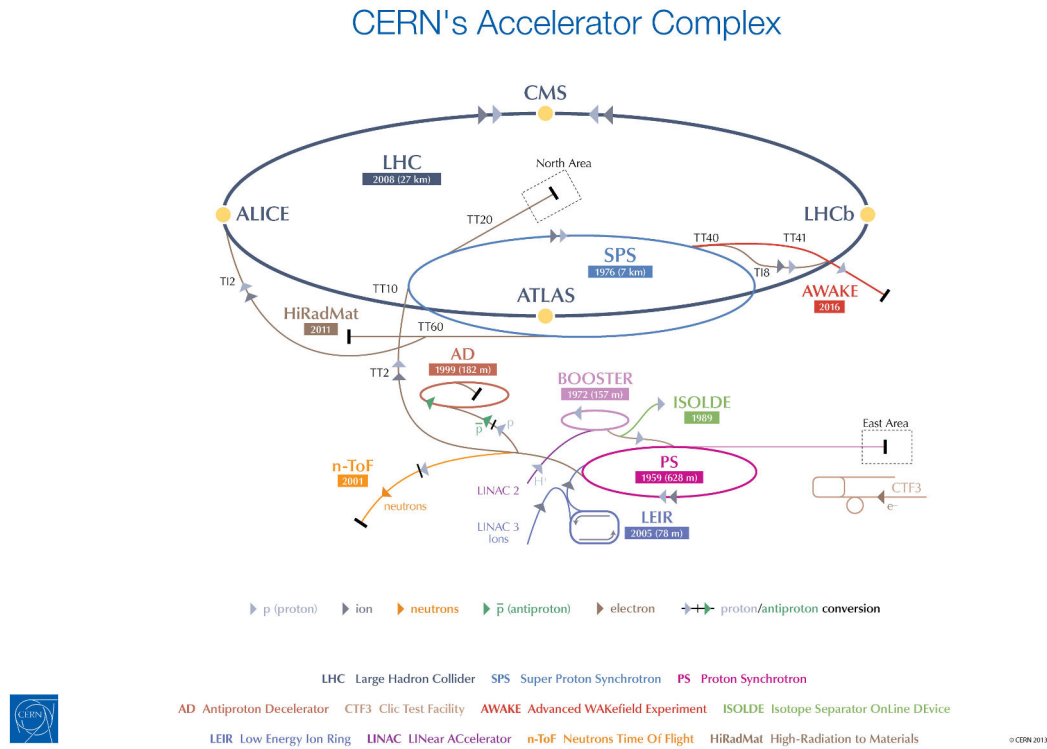 CERN's Accelerator Complex
CMS
LHC
2008 (27 km)
North Area
ALICE
TT20
LHCb
TT40
TT41
SPS
1976 (7 km)
TI8
TI2
TT10
ATLAS
AWAKE
2016
HiRadMat
2011
TT60
AD
1999 (182 m)
TT2
BOOSTER
1972 (157 m)
ISOLDE
1989
p
p̅
East Area
n-ToF
2001
PS
1959 (628 m)
H+
LINAC 2
neutrons
CTF3
e-
LINAC 3
Ions
LEIR
2005 (78 m)
p (proton) ion neutrons p̅ (antiproton) electron proton/antiproton conversion
LHC Large Hadron Collider SPS Super Proton Synchrotron PS Proton Synchrotron
AD Antiproton Decelerator CTF3 Clic Test Facility AWAKE Advanced WAKefield Experiment ISOLDE Isotope Separator OnLine DEvice
LEIR Low Energy Ion Ring LINAC LINear ACcelerator n-ToF Neutrons Time Of Flight HiRadMat High-Radiation to Materials
CERN
© CERN 2013